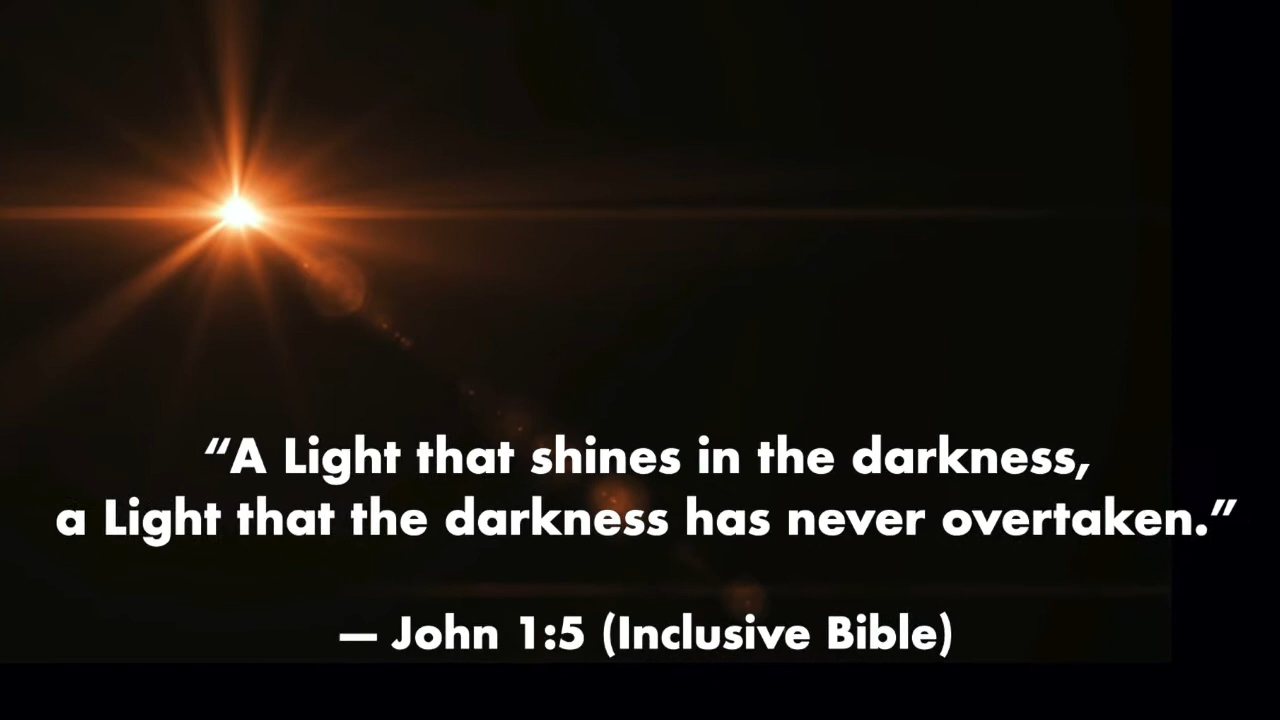 “A Light that shines in the darkness,
a Light that the darkness has never overtaken.”
— John 1:5 (Inclusive Bible)